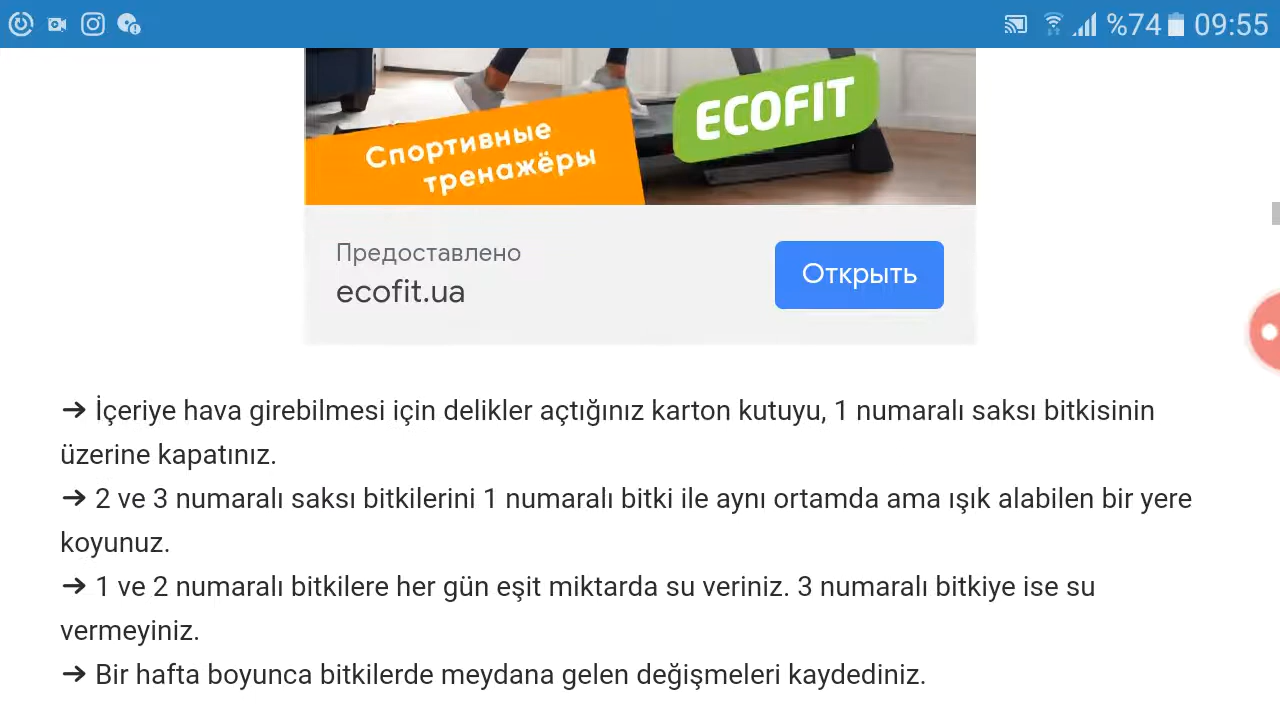 %74 09:55
ECOFIT
Спортивные
тренажёры
Предоставлено
ecofit.ua
Открыть
➔ İçeriye hava girebilmesi için delikler açtığınız karton kutuyu, 1 numaralı saksı bitkisinin
üzerine kapatınız.
➔ 2 ve 3 numaralı saksı bitkilerini 1 numaralı bitki ile aynı ortamda ama ışık alabilen bir yere
koyunuz.
➔ 1 ve 2 numaralı bitkilere her gün eşit miktarda su veriniz. 3 numaralı bitkiye ise su
vermeyiniz.
➔ Bir hafta boyunca bitkilerde meydana gelen değişmeleri kaydediniz.